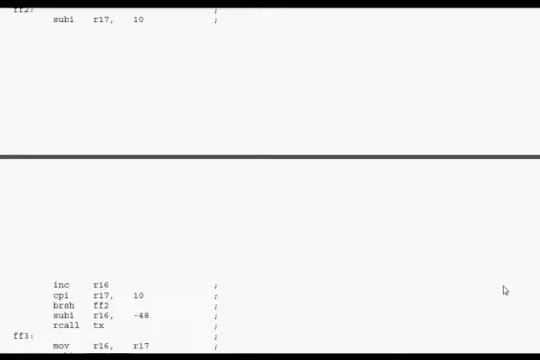 ff2: ;
subi r17, 10 ;
inc r16 ;
cpi r17, 10 ;
brsh ff2 ;
subi r16, -48 ;
rcall tx ;
ff3: ;
mov r16, r17 ;